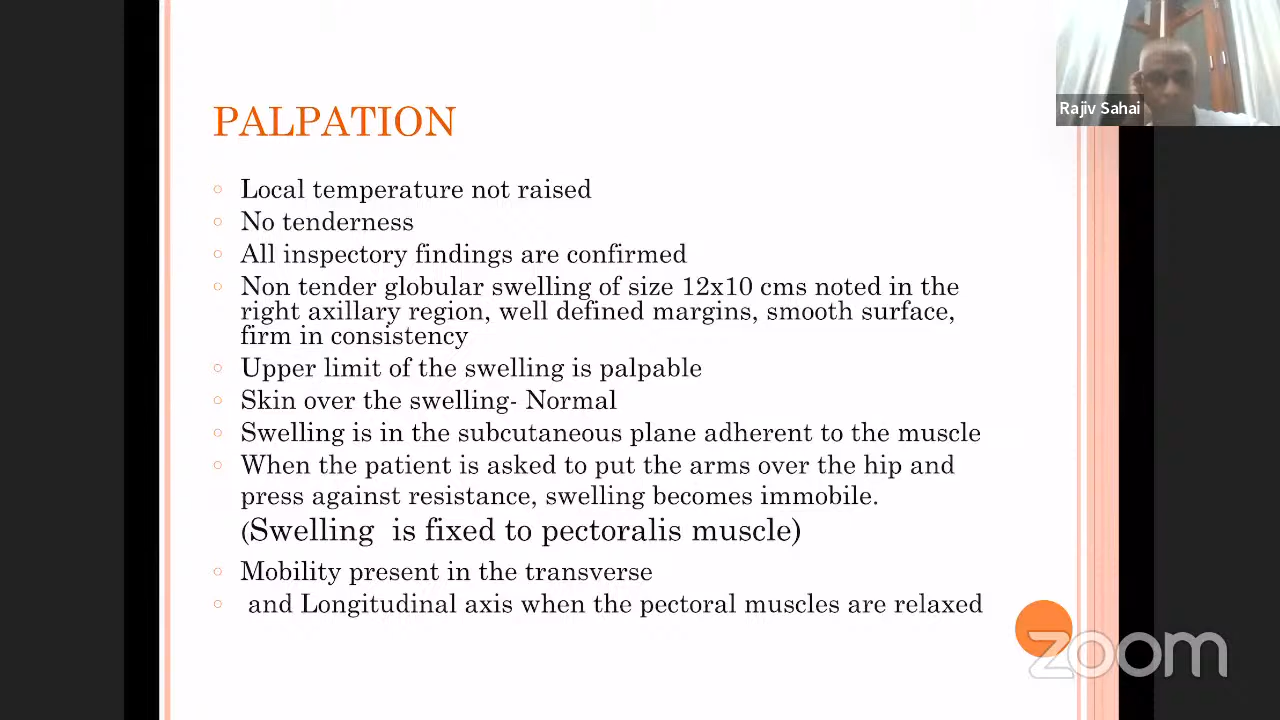 Rajiv Sahai
PALPATION
Local temperature not raised
No tenderness
All inspectory findings are confirmed
Non tender globular swelling of size 12x10 cms noted in the
right axillary region, well defined margins, smooth surface,
firm in consistency
Upper limit of the swelling is palpable
Skin over the swelling- Normal
Swelling is in the subcutaneous plane adherent to the muscle
When the patient is asked to put the arms over the hip and
press against resistance, swelling becomes immobile.
(Swelling is fixed to pectoralis muscle)
Mobility present in the transverse
and Longitudinal axis when the pectoral muscles are relaxed
zoom